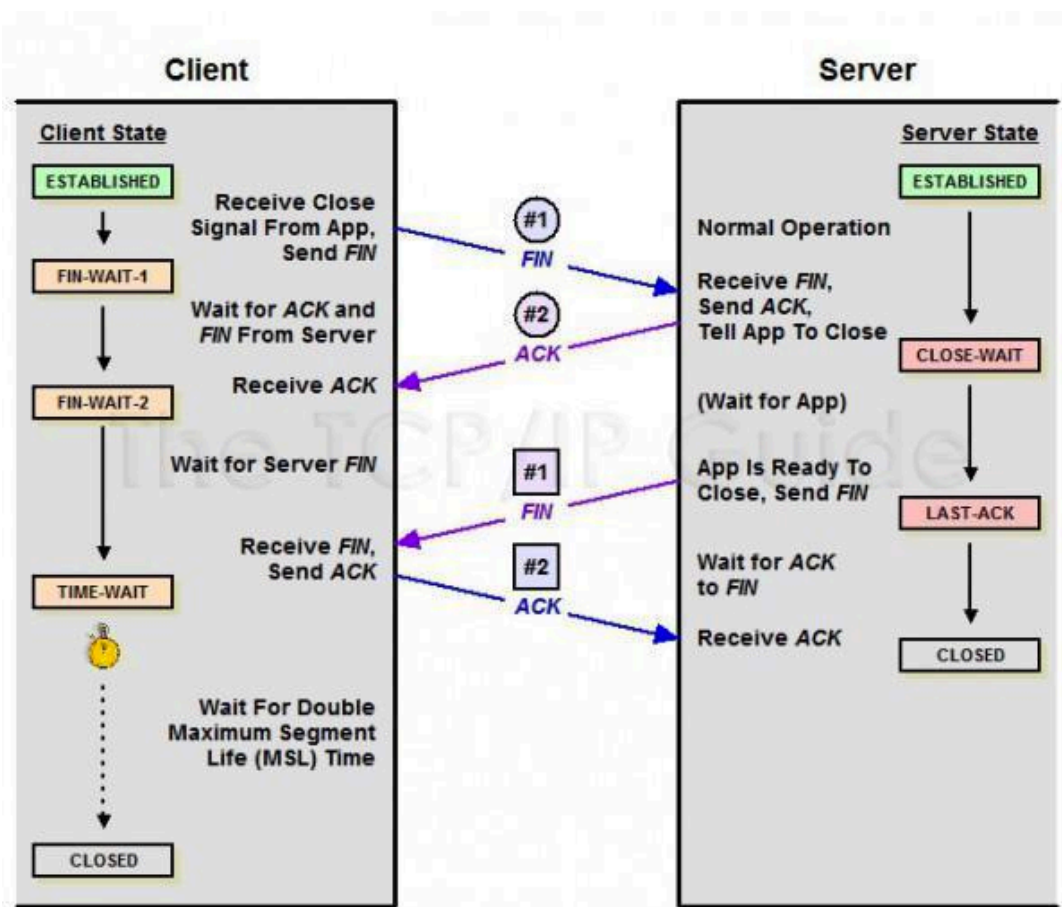 Client
Server
Client State
Server State
ESTABLISHED
ESTABLISHED
Receive Close
Signal From App,
Send FIN
#1
FIN
Normal Operation
FIN-WAIT-1
Receive FIN,
Send ACK,
Tell App To Close
Wait for ACK and
FIN From Server
#2
ACK
CLOSE-WAIT
Receive ACK
FIN-WAIT-2
(Wait for App)
The TCP/IP Guide
Wait for Server FIN
#1
FIN
App Is Ready To
Close, Send FIN
LAST-ACK
Receive FIN,
Send ACK
#2
ACK
Wait for ACK
to FIN
TIME-WAIT
Receive ACK
CLOSED
Wait For Double
Maximum Segment
Life (MSL) Time
CLOSED